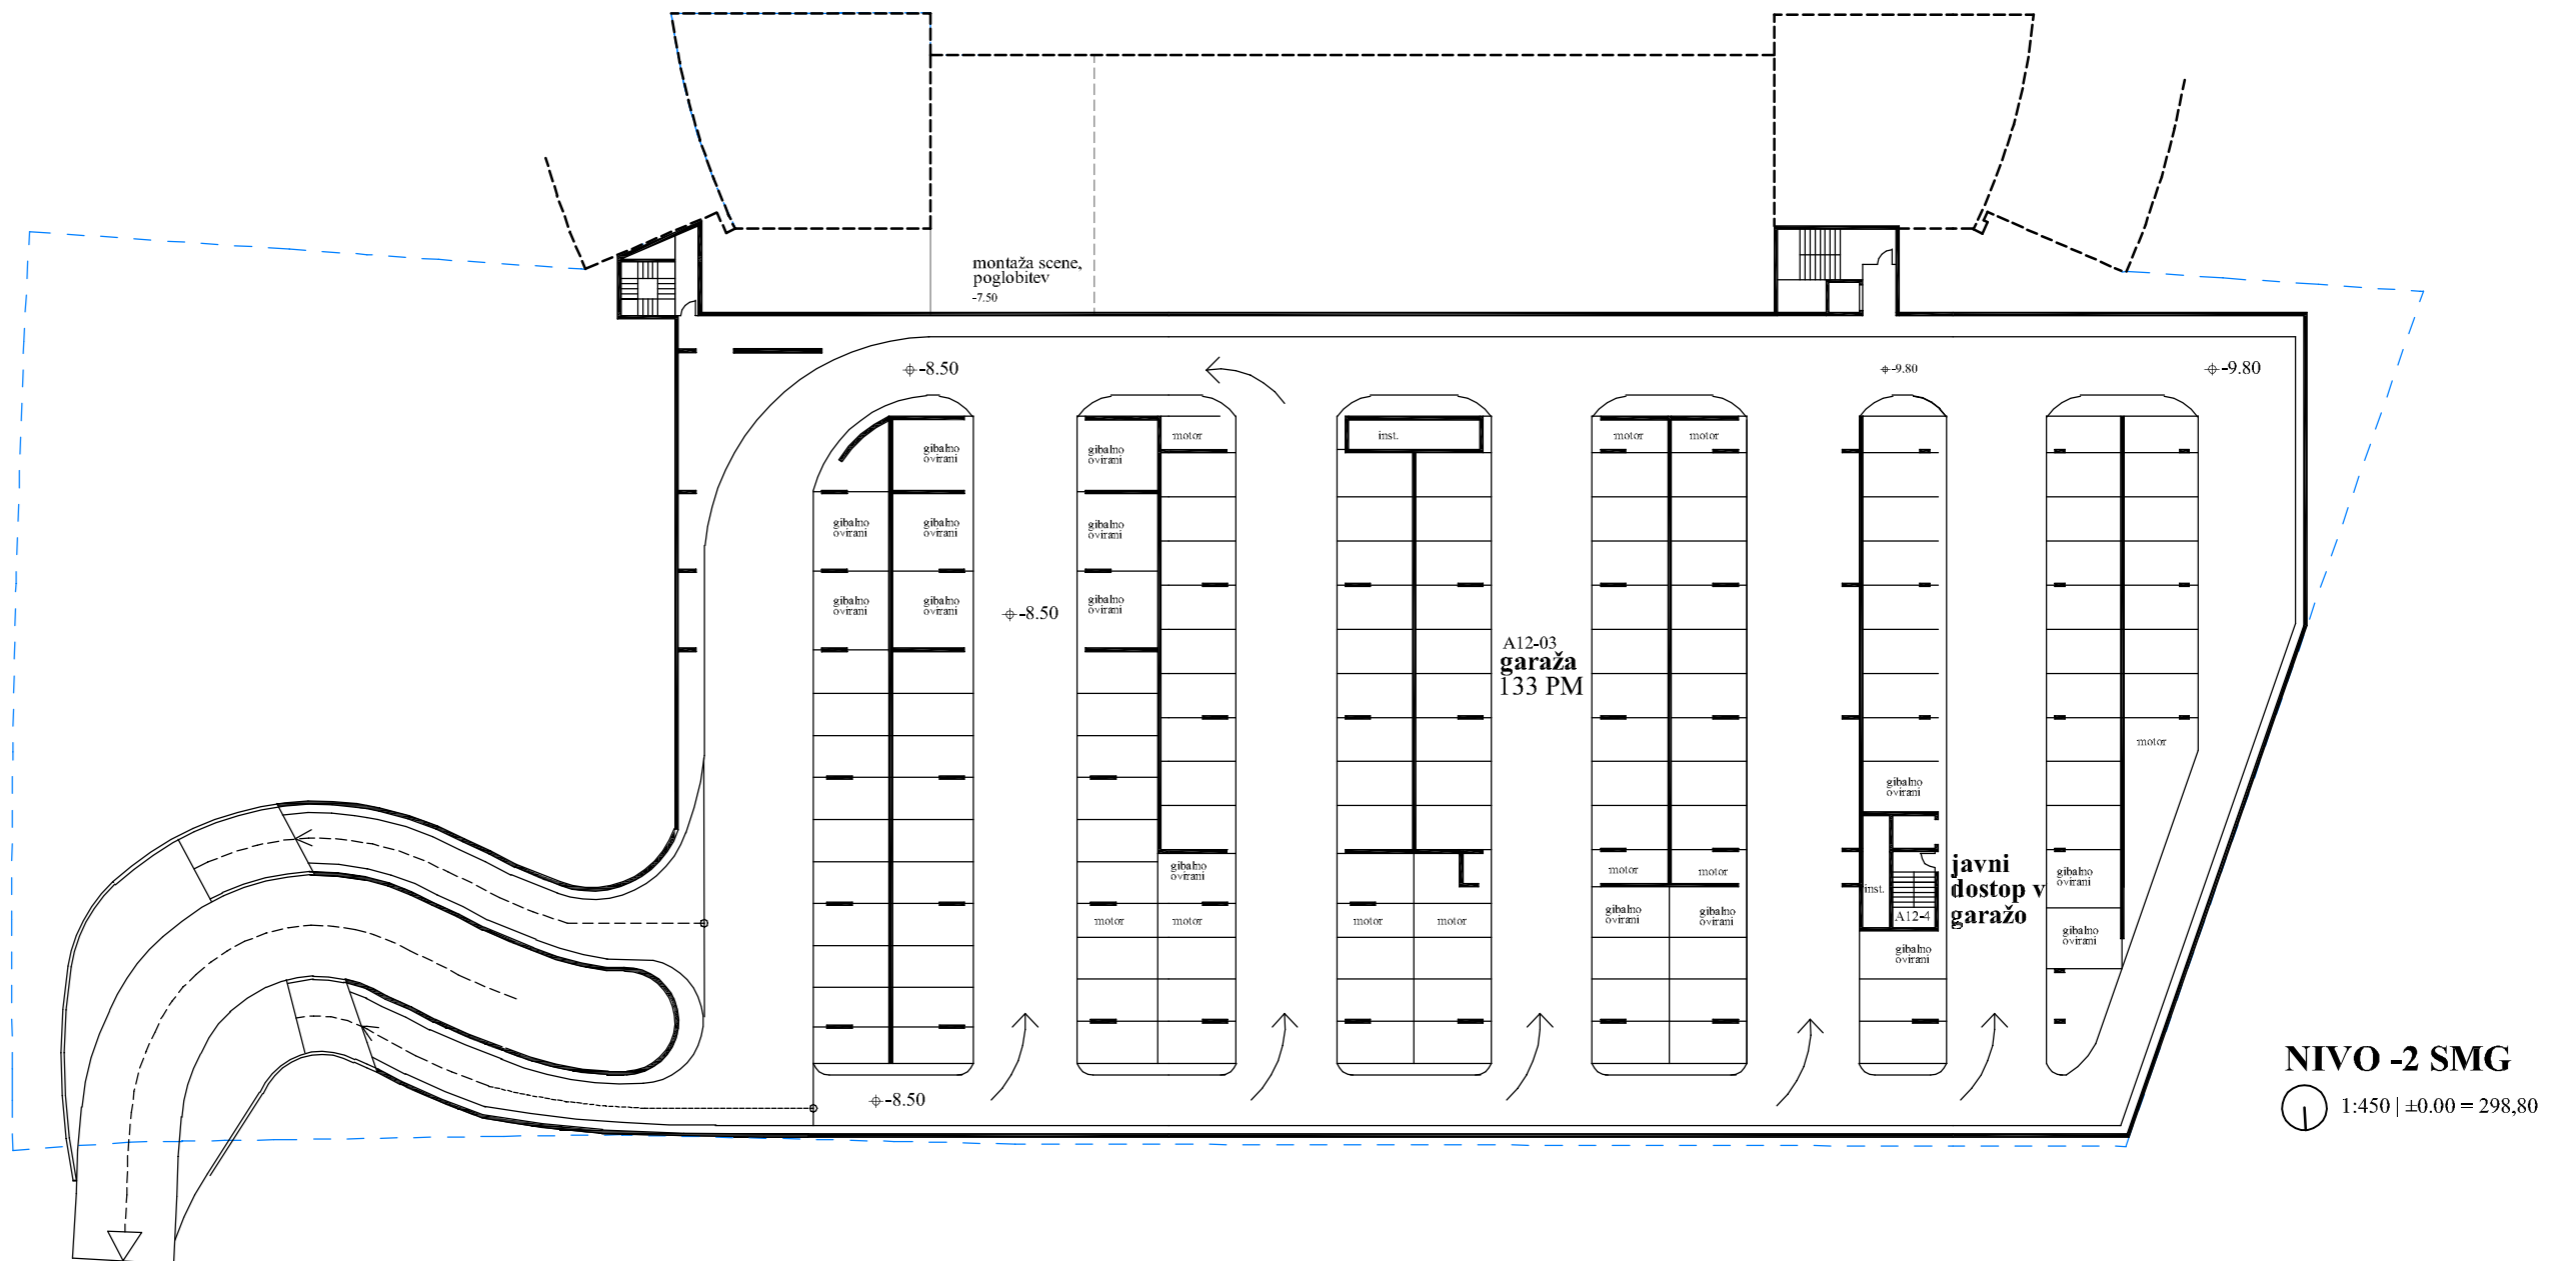 montaža scene,
poglobitev
-7.50
-8.50
-9.80
-9.80
gibalno
ovirani
gibalno
ovirani
motor
inst.
motor
motor
gibalno
ovirani
gibalno
ovirani
gibalno
ovirani
gibalno
ovirani
gibalno
ovirani
gibalno
ovirani
-8.50
A12-03
garaža
133 PM
motor
gibalno
ovirani
gibalno
ovirani
motor
motor
javni
dostop v
garažo
gibalno
ovirani
inst.
A12-4
motor
motor
motor
motor
gibalno
ovirani
gibalno
ovirani
gibalno
ovirani
gibalno
ovirani
-8.50
NIVO -2 SMG
1:450 | ±0.00 = 298,80